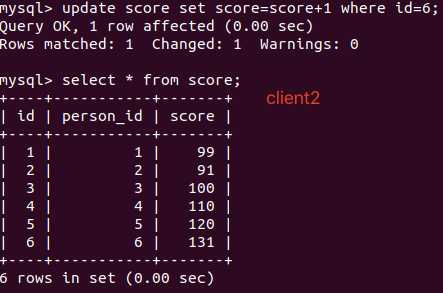 mysql> update score set score=score+1 where id=6;
Query OK, 1 row affected (0.00 sec)
Rows matched: 1  Changed: 1  Warnings: 0
mysql> select * from score;
+----+-----------+-------+ client2
| id | person_id | score |
+----+-----------+-------+
|  1 |         1 |    99 |
|  2 |         2 |    91 |
|  3 |         3 |   100 |
|  4 |         4 |   110 |
|  5 |         5 |   120 |
|  6 |         6 |   131 |
+----+-----------+-------+
6 rows in set (0.00 sec)